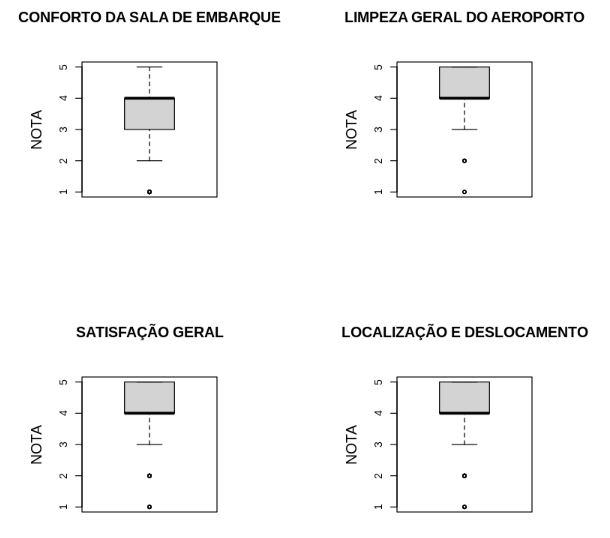 CONFORTO DA SALA DE EMBARQUE
NOTA
5
4
3
2
1
LIMPEZA GERAL DO AEROPORTO
NOTA
5
4
3
2
1
SATISFAÇÃO GERAL
NOTA
5
4
3
2
1
LOCALIZAÇÃO E DESLOCAMENTO
NOTA
5
4
3
2
1